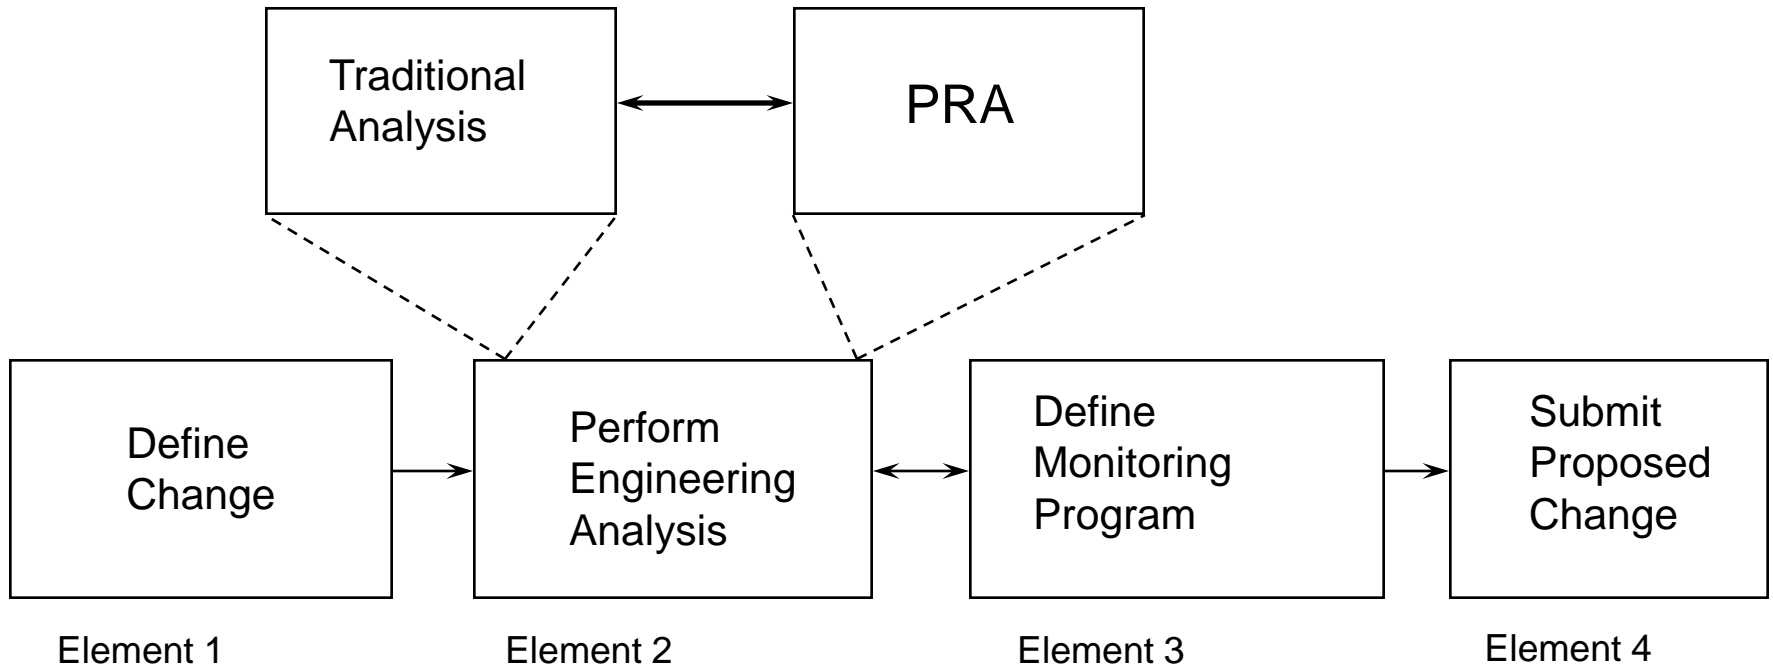 Traditional
Analysis
PRA
Define
Change
Perform
Engineering
Analysis
Define
Monitoring
Program
Submit
Proposed
Change
Element 1
Element 2
Element 3
Element 4